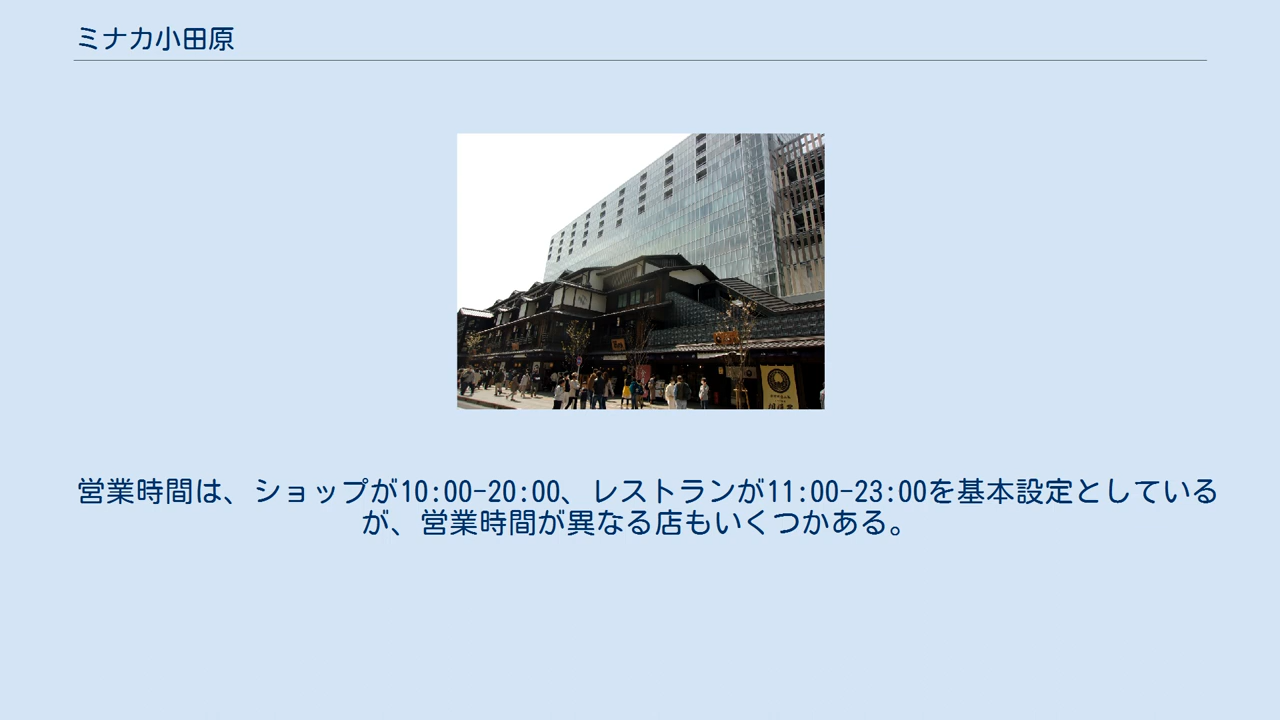 ミナカ小田原
営業時間は、ショップが10:00-20:00、レストランが11:00-23:00を基本設定としている
が、営業時間が異なる店もいくつかある。